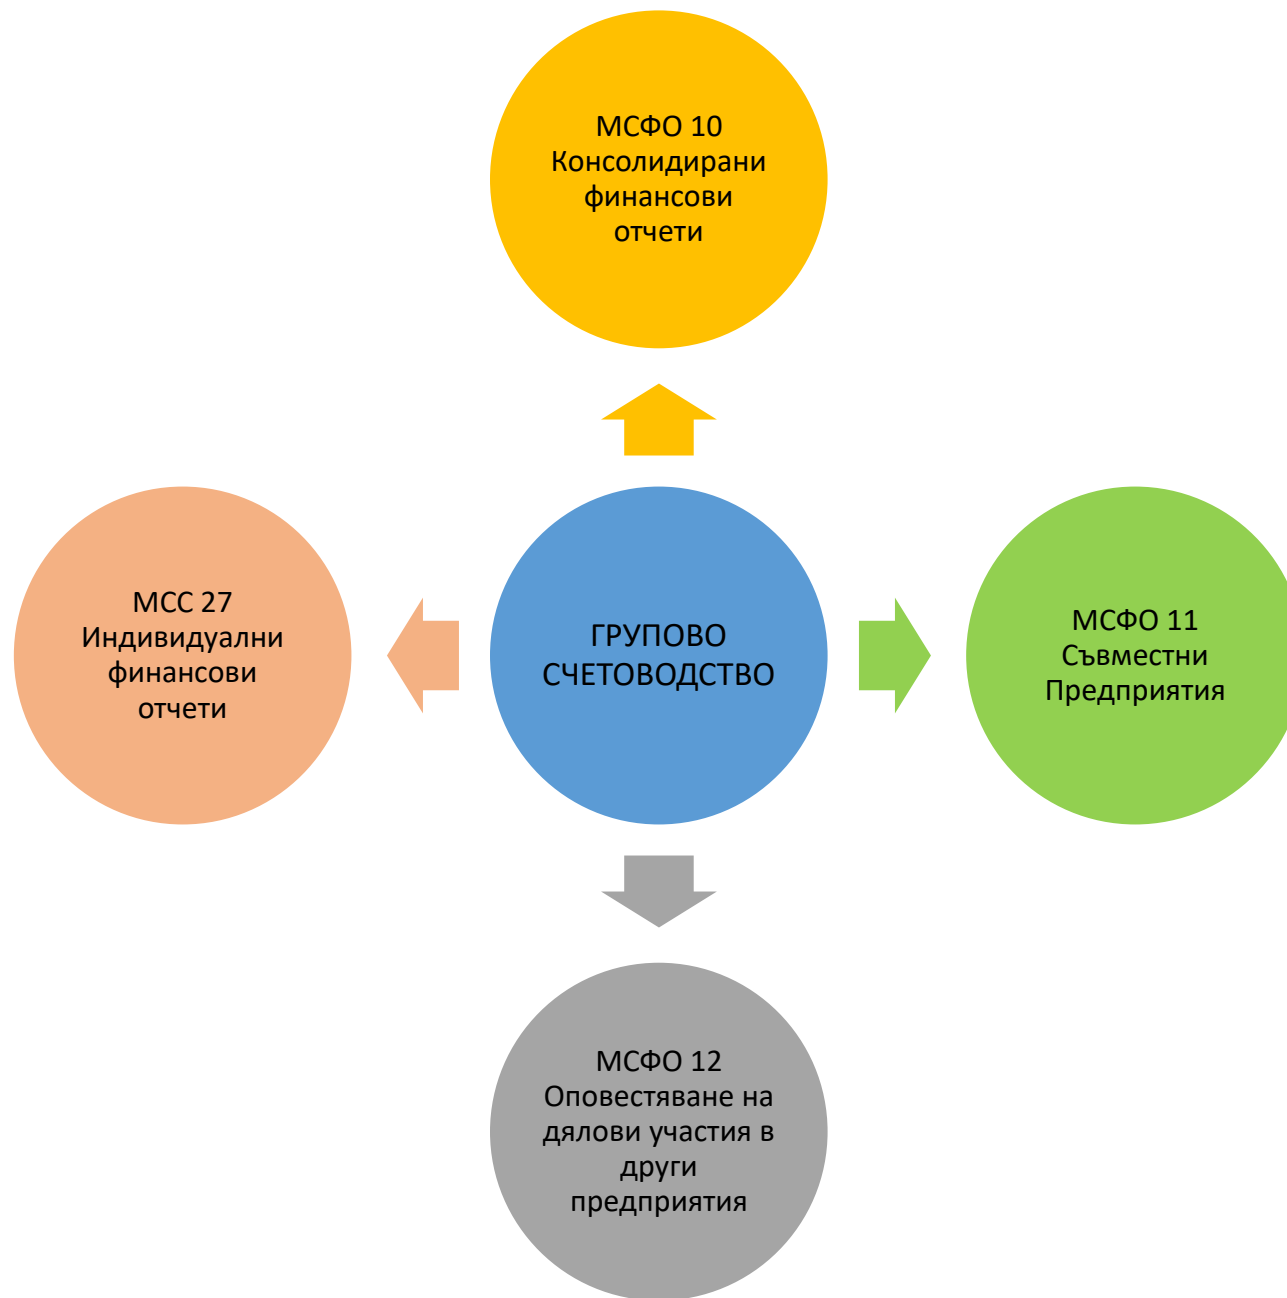 МСФО 10
Консолидирани
финансови
отчети
МСС 27
Индивидуални
финансови
отчети
ГРУПОВО
СЧЕТОВОДСТВО
МСФО 11
Съвместни
Предприятия
МСФО 12
Оповестяване на
дялови участия в
други
предприятия